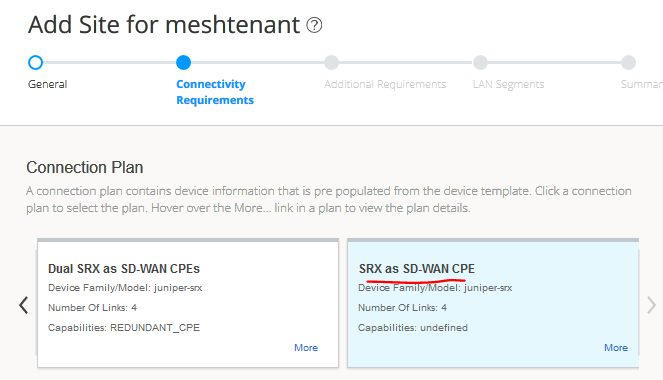 Add Site for meshtenant ?
General
Connectivity
Requirements
Additional Requirements
LAN Segments
Summar
Connection Plan
A connection plan contains device information that is pre populated from the device template. Click a connection
plan to select the plan. Hover over the More... link in a plan to view the plan details.
Dual SRX as SD-WAN CPEs
Device Family/Model: juniper-srx
Number Of Links: 4
Capabilities: REDUNDANT_CPE
More
SRX as SD-WAN CPE
Device Family/Model: juniper-srx
Number Of Links: 4
Capabilities: undefined
More